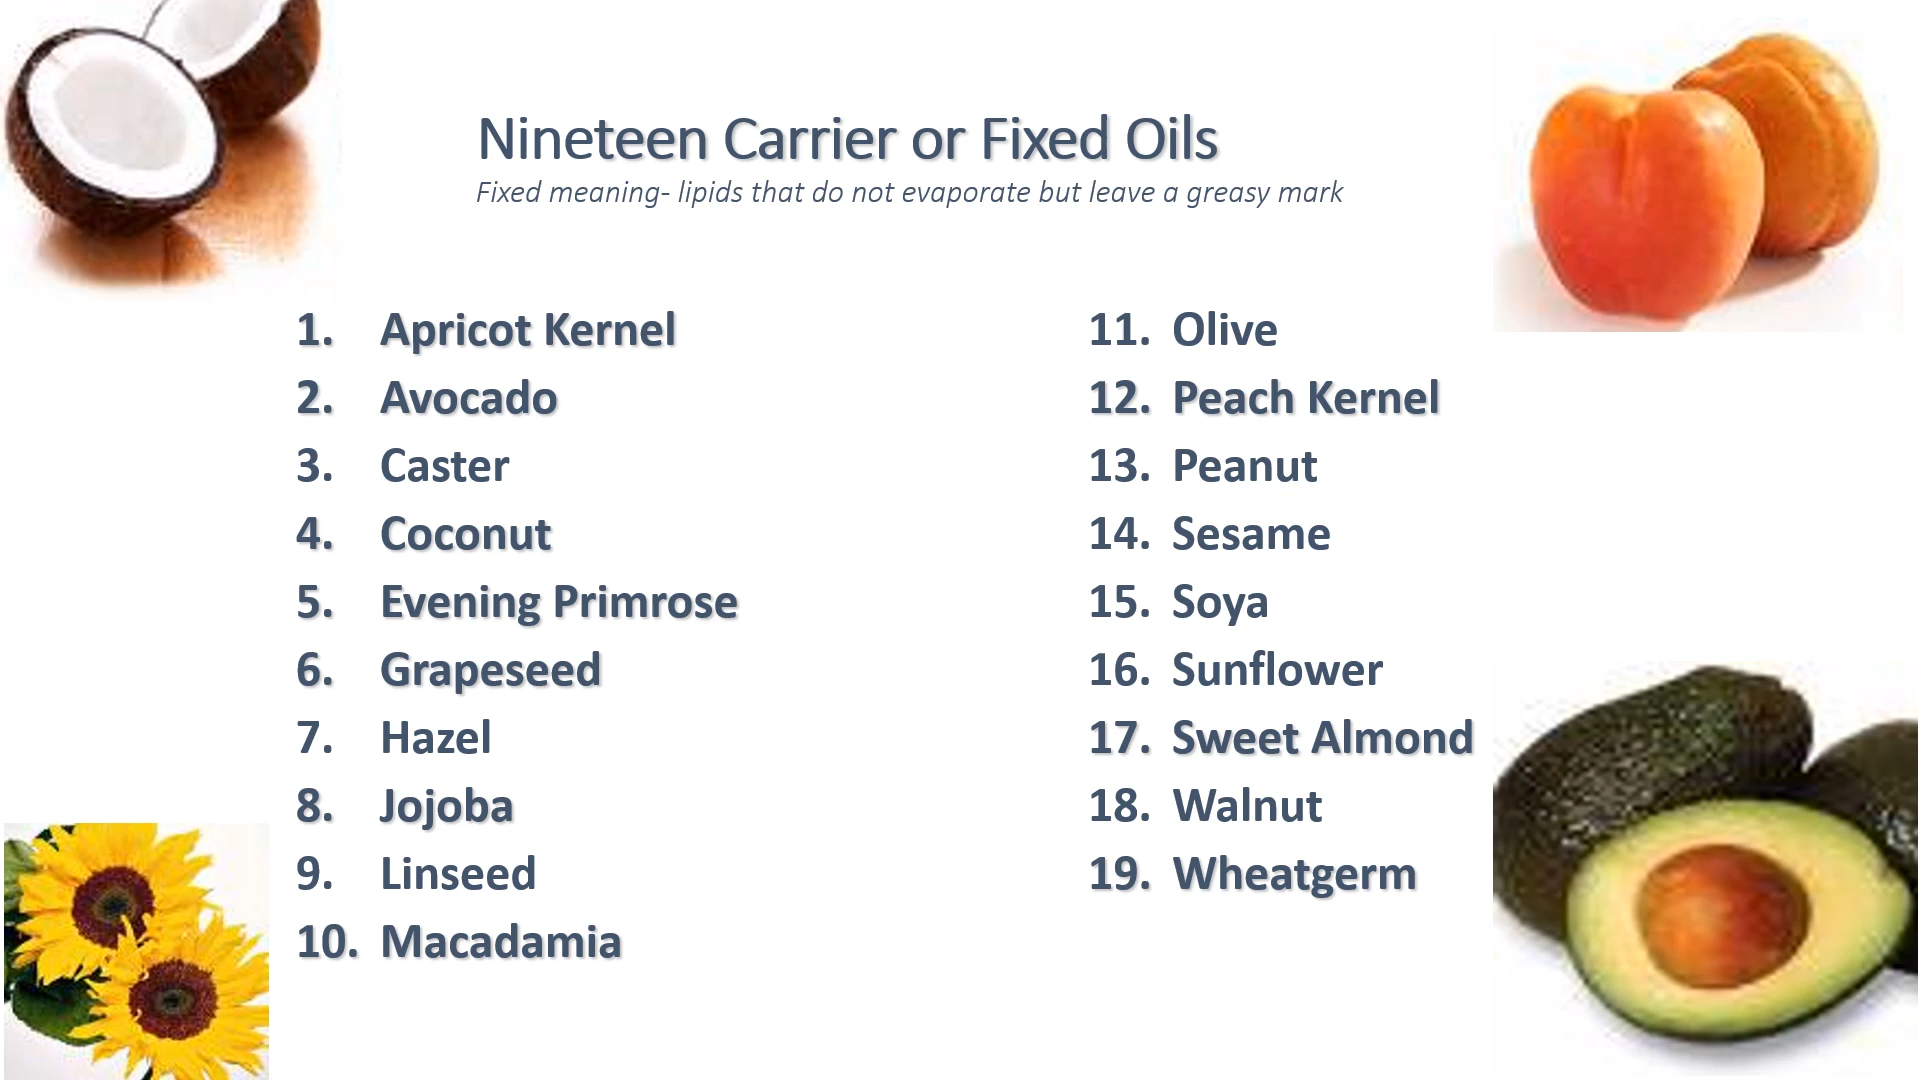 Nineteen Carrier or Fixed Oils
Fixed meaning- lipids that do not evaporate but leave a greasy mark
1. Apricot Kernel
2. Avocado
3. Caster
4. Coconut
5. Evening Primrose
6. Grapeseed
7. Hazel
8. Jojoba
9. Linseed
10. Macadamia
11. Olive
12. Peach Kernel
13. Peanut
14. Sesame
15. Soya
16. Sunflower
17. Sweet Almond
18. Walnut
19. Wheatgerm